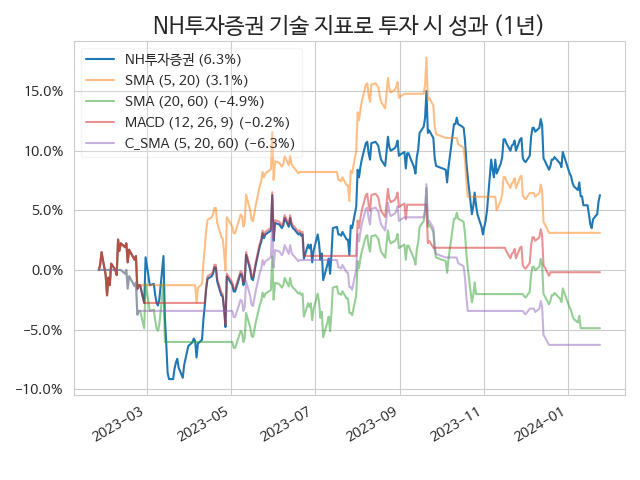 NH투자증권 기술 지표로 투자 시 성과 (1년)
NH투자증권 (6.3%)
SMA (5, 20) (3.1%)
SMA (20, 60) (−4.9%)
MACD (12, 26, 9) (−0.2%)
C_SMA (5, 20, 60) (−6.3%)
15.0%
10.0%
5.0%
0.0%
−5.0%
−10.0%
2023-03
2023-05
2023-07
2023-09
2023-11
2024-01